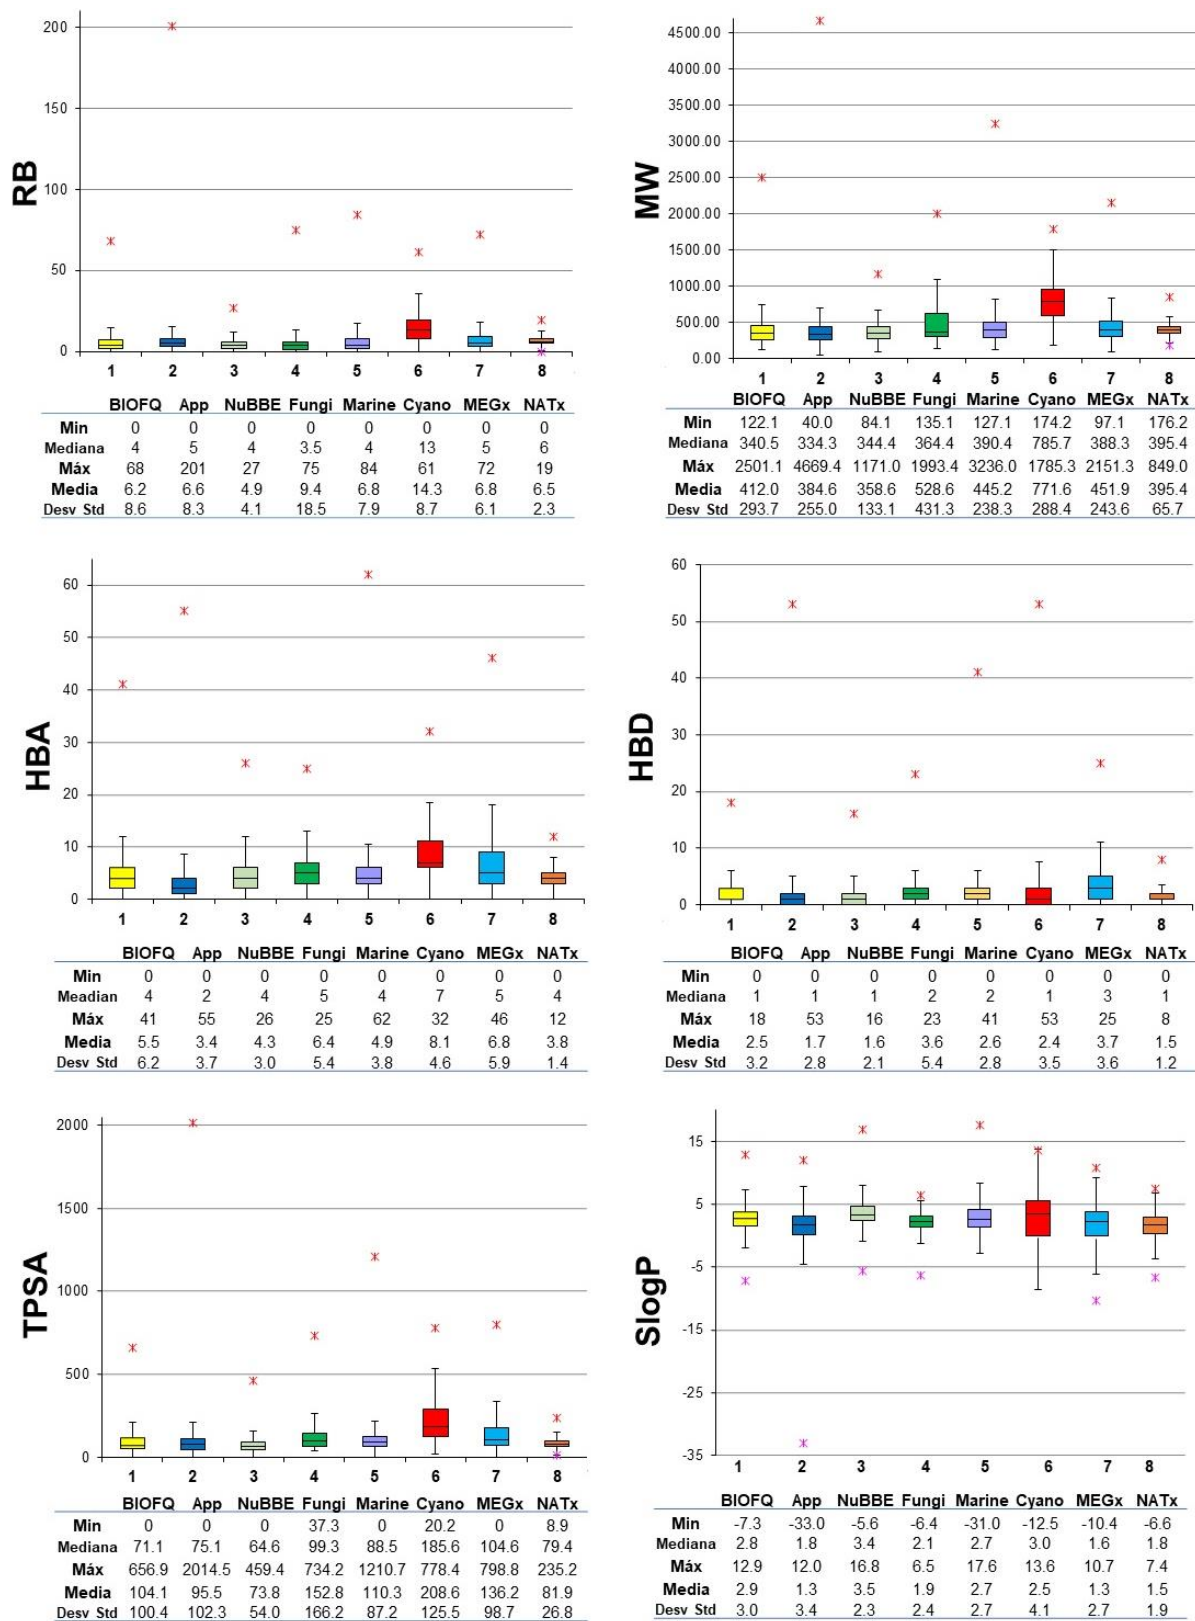 RB
200
150
100
50
0
1 2 3 4 5 6 7 8
BIOFQ App NuBBE Fungi Marine Cyano MEGx NATx
Min 0 0 0 0 0 0 0 0
Mediana 4 5 4 3.5 4 13 5 6
Máx 68 201 27 75 84 61 72 19
Media 6.2 6.6 4.9 9.4 6.8 14.3 6.8 6.5
Desv Std 8.6 8.3 4.1 18.5 7.9 8.7 6.1 2.3
MW
4500.00
4000.00
3500.00
3000.00
2500.00
2000.00
1500.00
1000.00
500.00
0.00
1 2 3 4 5 6 7 8
BIOFQ App NuBBE Fungi Marine Cyano MEGx NATx
Min 122.1 40.0 84.1 135.1 127.1 174.2 97.1 176.2
Mediana 340.5 334.3 344.4 364.4 390.4 785.7 388.3 395.4
Máx 2501.1 4669.4 1171.0 1993.4 3236.0 1785.3 2151.3 849.0
Media 412.0 384.6 358.6 528.6 445.2 771.6 451.9 395.4
Desv Std 293.7 255.0 133.1 431.3 238.3 288.4 243.6 65.7
HBA
60
50
40
30
20
10
0
1 2 3 4 5 6 7 8
BIOFQ App NuBBE Fungi Marine Cyano MEGx NATx
Min 0 0 0 0 0 0 0 0
Meadian 4 2 4 5 4 7 5 4
Máx 41 55 26 25 62 32 46 12
Media 5.5 3.4 4.3 6.4 4.9 8.1 6.8 3.8
Desv Std 6.2 3.7 3.0 5.4 3.8 4.6 5.9 1.4
HBD
60
50
40
30
20
10
0
1 2 3 4 5 6 7 8
BIOFQ App NuBBE Fungi Marine Cyano MEGx NATx
Min 0 0 0 0 0 0 0 0
Mediana 1 1 1 2 2 1 3 1
Máx 18 53 16 23 41 53 25 8
Media 2.5 1.7 1.6 3.6 2.6 2.4 3.7 1.5
Desv Std 3.2 2.8 2.1 5.4 2.8 3.5 3.6 1.2
TPSA
2000
1500
1000
500
0
1 2 3 4 5 6 7 8
BIOFQ App NuBBE Fungi Marine Cyano MEGx NATx
Min 0 0 0 37.3 0 20.2 0 8.9
Mediana 71.1 75.1 64.6 99.3 88.5 185.6 104.6 79.4
Máx 656.9 2014.5 459.4 734.2 1210.7 778.4 798.8 235.2
Media 104.1 95.5 73.8 152.8 110.3 208.6 136.2 81.9
Desv Std 100.4 102.3 54.0 166.2 87.2 125.5 98.7 26.8
SlogP
15
5
-5
-15
-25
-35
1 2 3 4 5 6 7 8
BIOFQ App NuBBE Fungi Marine Cyano MEGx NATx
Min -7.3 -33.0 -5.6 -6.4 -31.0 -12.5 -10.4 -6.6
Mediana 2.8 1.8 3.4 2.1 2.7 3.0 1.6 1.8
Máx 12.9 12.0 16.8 6.5 17.6 13.6 10.7 7.4
Media 2.9 1.3 3.5 1.9 2.7 2.5 1.3 1.5
Desv Std 3.0 3.4 2.3 2.4 2.7 4.1 2.7 1.9